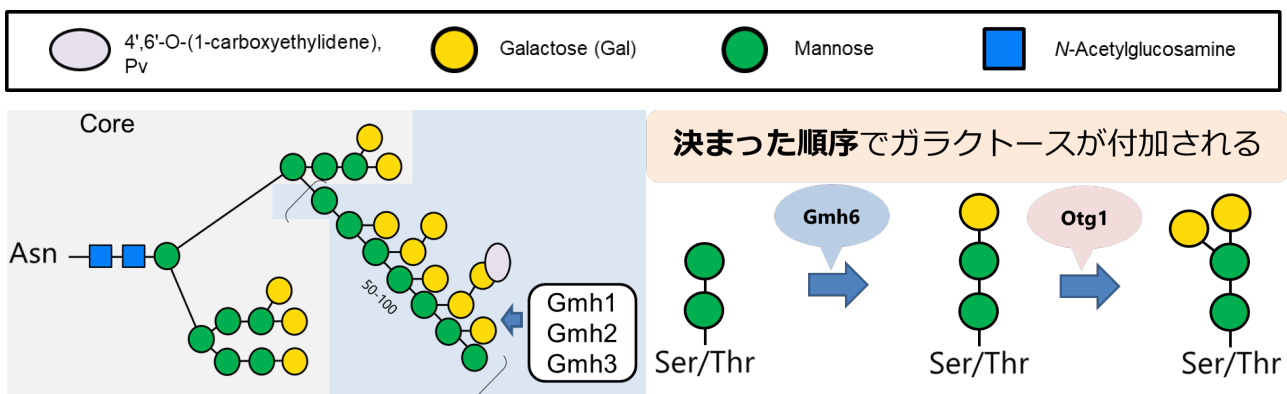 4',6'-O-(1-carboxyethylidene),
Pv
Galactose (Gal)
Mannose
N-Acetylglucosamine
Core
Asn
50-100
Gmh1
Gmh2
Gmh3
決まった順序でガラクトースが付加される
Gmh6
Otg1
Ser/Thr
Ser/Thr
Ser/Thr